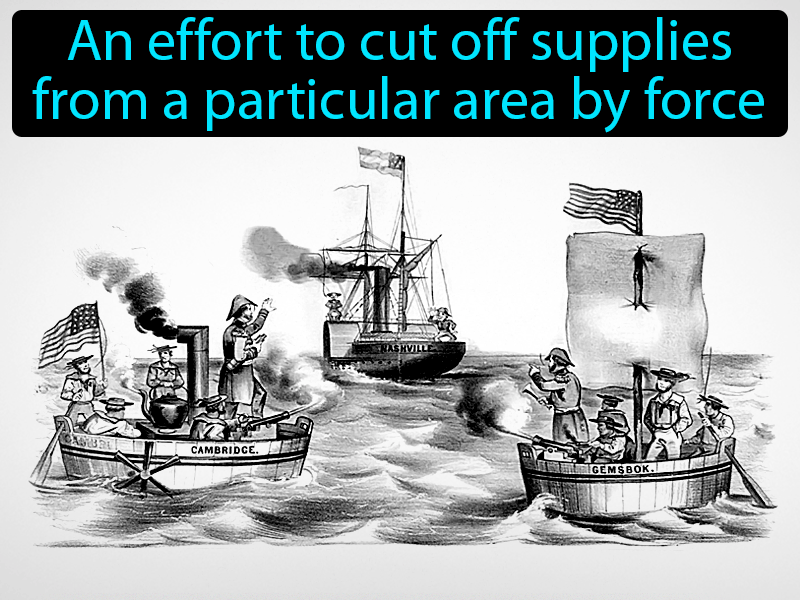 An effort to cut off supplies
from a particular area by force
NASHVILLE
CAMBRIDGE.
GEMSBOK.